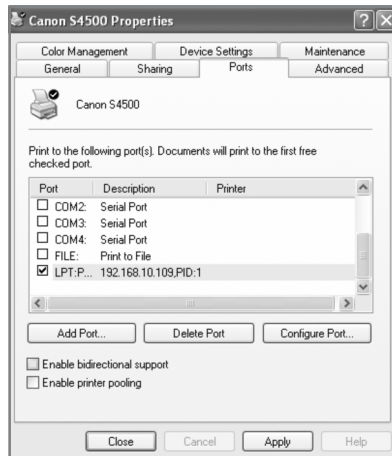 Canon S4500 Properties
Color Management Device Settings Maintenance
General Sharing Ports Advanced
Canon S4500
Print to the following port(s). Documents will print to the first free
checked port.
Port Description Printer
COM2: Serial Port
COM3: Serial Port
COM4: Serial Port
FILE: Print to File
LPT:P... 192.168.10.109,PID:1
Add Port... Delete Port Configure Port...
Enable bidirectional support
Enable printer pooling
Close Cancel Apply Help